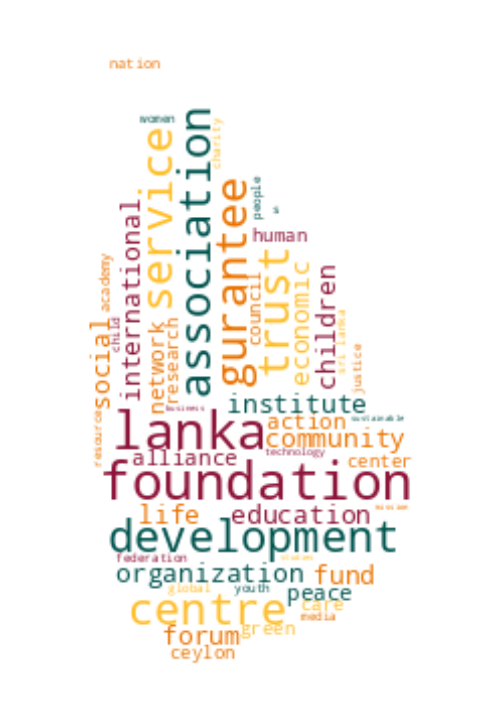 nation
women
service
association
charity
gurantee
people
s
human
international
academy
trust
economic
council
children
sri lanka
child
social
network
research
justice
resources
business
institute
sustainable
lanka
action
community
technology
alliance
center
foundation
mission
life
education
development
federation
organization
fund
global
youth
peace
centre
care
media
green
forum
ceylon